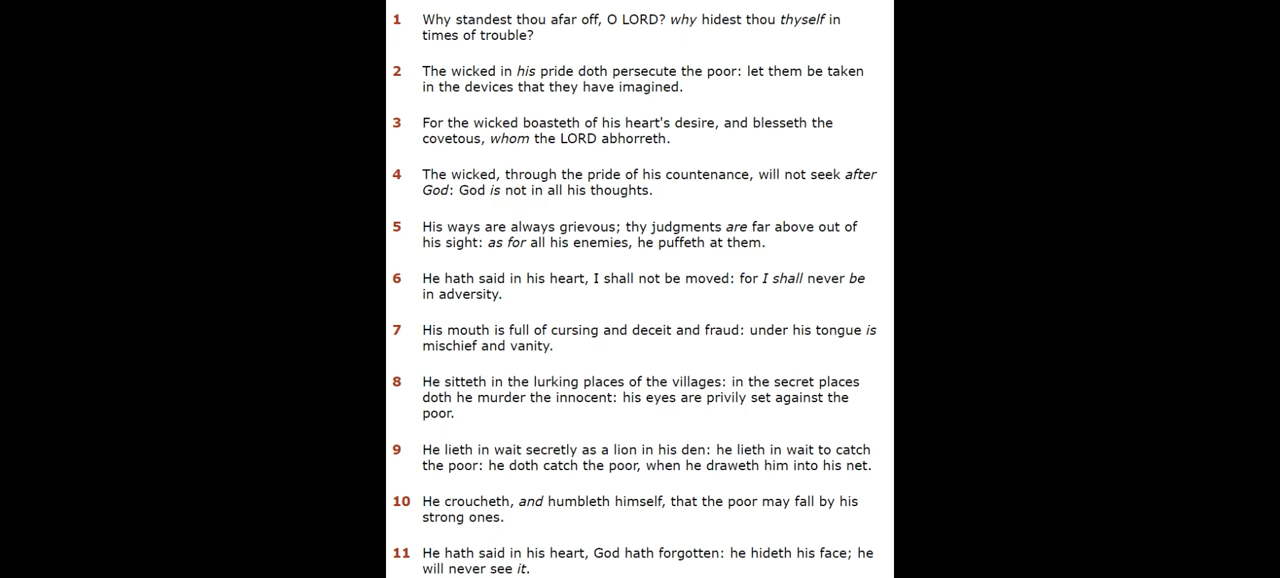 1 Why standest thou afar off, O LORD? why hidest thou thyself in
times of trouble?
2 The wicked in his pride doth persecute the poor: let them be taken
in the devices that they have imagined.
3 For the wicked boasteth of his heart's desire, and blesseth the
covetous, whom the LORD abhorreth.
4 The wicked, through the pride of his countenance, will not seek after
God: God is not in all his thoughts.
5 His ways are always grievous; thy judgments are far above out of
his sight: as for all his enemies, he puffeth at them.
6 He hath said in his heart, I shall not be moved: for I shall never be
in adversity.
7 His mouth is full of cursing and deceit and fraud: under his tongue is
mischief and vanity.
8 He sitteth in the lurking places of the villages: in the secret places
doth he murder the innocent: his eyes are privily set against the
poor.
9 He lieth in wait secretly as a lion in his den: he lieth in wait to catch
the poor: he doth catch the poor, when he draweth him into his net.
10 He croucheth, and humbleth himself, that the poor may fall by his
strong ones.
11 He hath said in his heart, God hath forgotten: he hideth his face; he
will never see it.